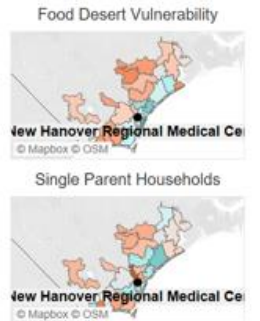 Food Desert Vulnerability
New Hanover Regional Medical Ce
© Mapbox © OSM
Single Parent Households
New Hanover Regional Medical Ce
© Mapbox © OSM